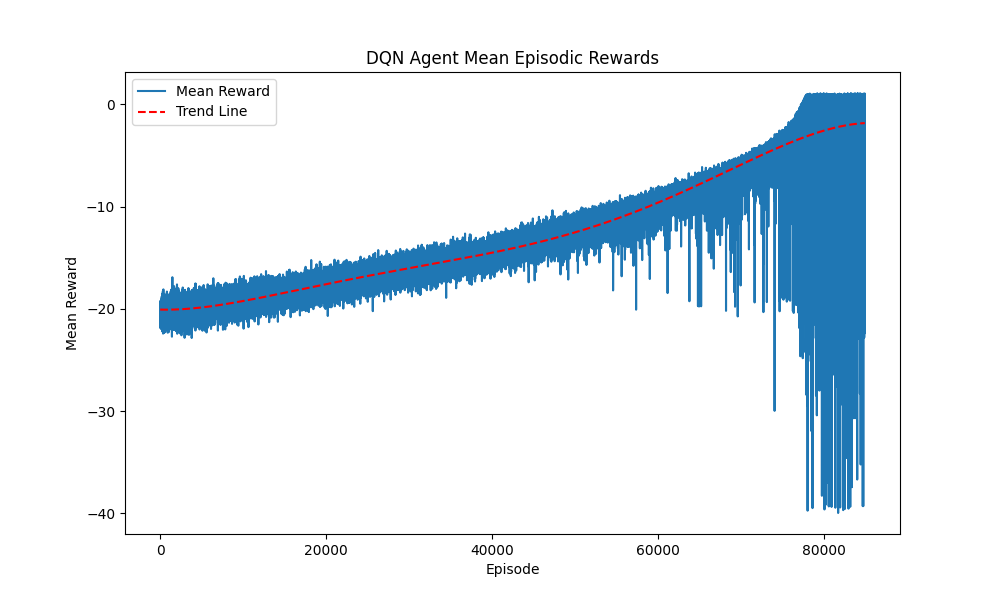 DQN Agent Mean Episodic Rewards
Mean Reward
Trend Line
0
−10
−20
−30
−40
Mean Reward
0
20000
40000
60000
80000
Episode